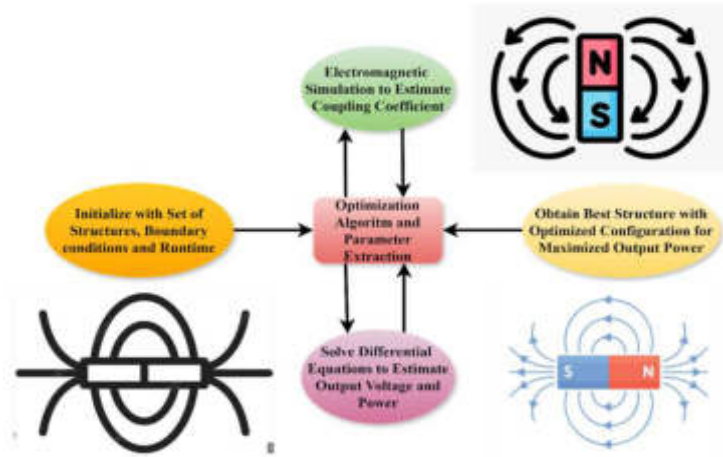 Electromagnetic
Simulation to Estimate
Coupling Coefficient
N
S
Initialize with Set of
Structures, Boundary
conditions and Runtime
Optimization
Algoritm and
Parameter
Extraction
Obtain Best Structure with
Optimized Configuration for
Maximized Output Power
Solve Differential
Equations to Estimate
Output Voltage and
Power
S N